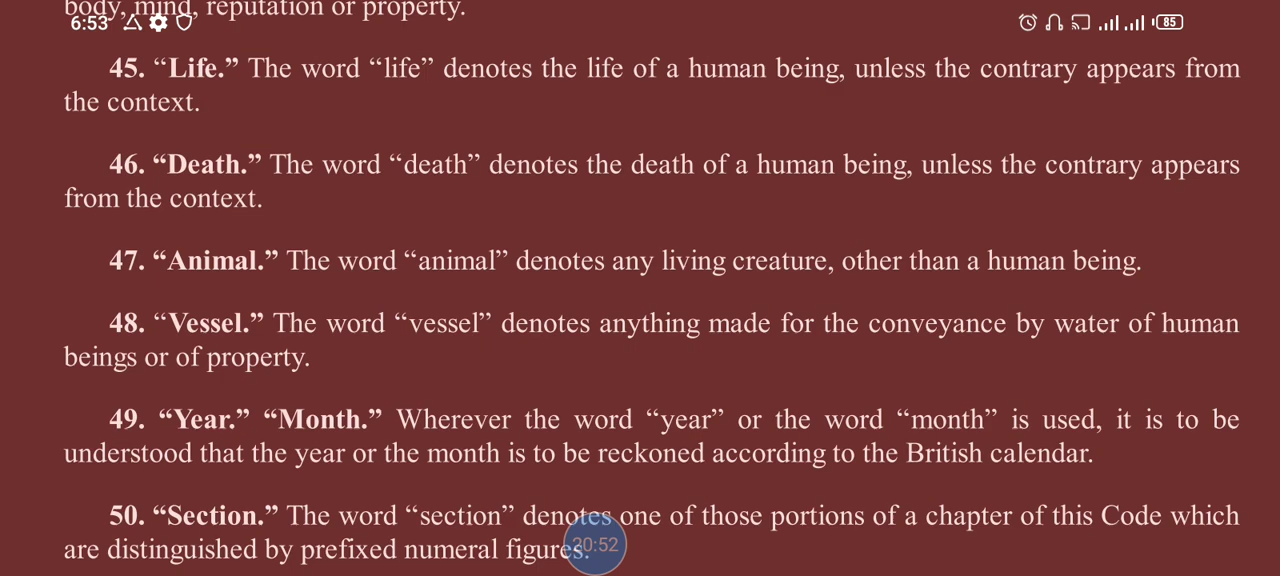 body, mind, reputation or property.
6:53
85
45. “Life.” The word “life” denotes the life of a human being, unless the contrary appears from
the context.
46. “Death.” The word “death” denotes the death of a human being, unless the contrary appears
from the context.
47. “Animal.” The word “animal” denotes any living creature, other than a human being.
48. “Vessel.” The word “vessel” denotes anything made for the conveyance by water of human
beings or of property.
49. “Year.” “Month.” Wherever the word “year” or the word “month” is used, it is to be
understood that the year or the month is to be reckoned according to the British calendar.
50. “Section.” The word “section” denotes one of those portions of a chapter of this Code which
are distinguished by prefixed numeral figures.
20:52